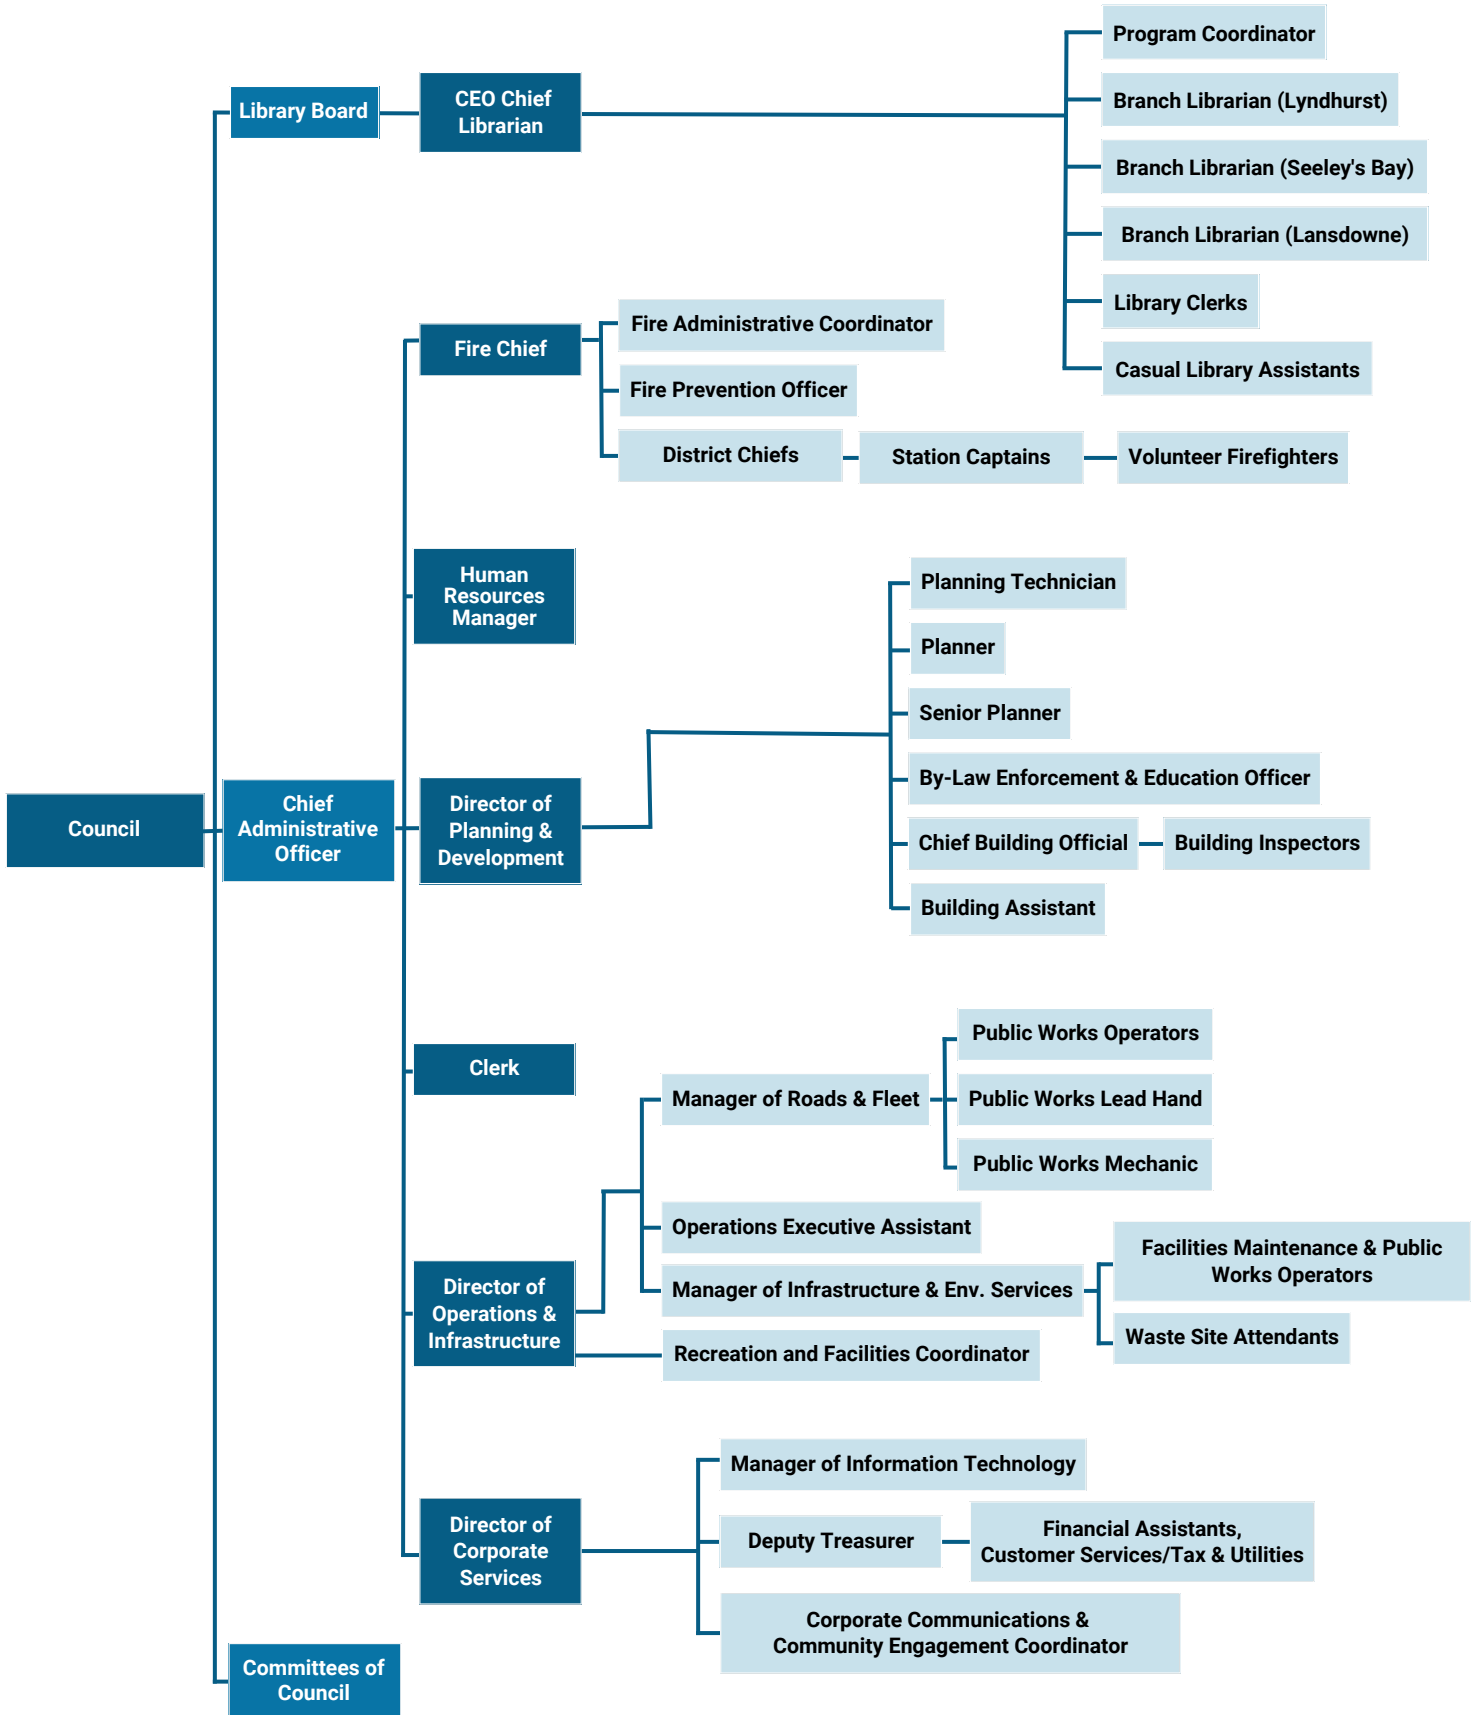 Program Coordinator
Library Board
CEO Chief
Librarian
Branch Librarian (Lyndhurst)
Branch Librarian (Seeley's Bay)
Branch Librarian (Lansdowne)
Library Clerks
Casual Library Assistants
Fire Chief
Fire Administrative Coordinator
Fire Prevention Officer
District Chiefs
Station Captains
Volunteer Firefighters
Human
Resources
Manager
Council
Chief
Administrative
Officer
Director of
Planning &
Development
Planning Technician
Planner
Senior Planner
By-Law Enforcement & Education Officer
Chief Building Official
Building Inspectors
Building Assistant
Clerk
Director of
Operations &
Infrastructure
Manager of Roads & Fleet
Public Works Operators
Public Works Lead Hand
Public Works Mechanic
Operations Executive Assistant
Manager of Infrastructure & Env. Services
Facilities Maintenance & Public
Works Operators
Waste Site Attendants
Recreation and Facilities Coordinator
Director of
Corporate
Services
Manager of Information Technology
Deputy Treasurer
Financial Assistants,
Customer Services/Tax & Utilities
Corporate Communications &
Community Engagement Coordinator
Committees of
Council